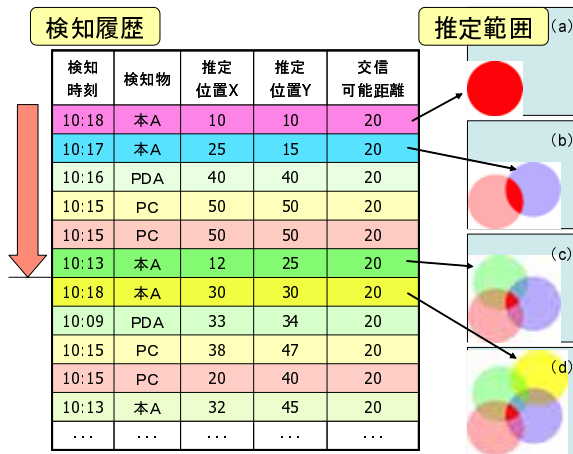 検知履歴
推定範囲
検知時刻 検知物 推定位置X 推定位置Y 交信可能距離
10:18 本A 10 10 20
10:17 本A 25 15 20
10:16 PDA 40 40 20
10:15 PC 50 50 20
10:15 PC 50 50 20
10:13 本A 12 25 20
10:18 本A 30 30 20
10:09 PDA 33 34 20
10:15 PC 38 47 20
10:15 PC 20 40 20
10:13 本A 32 45 20
... ... ... ... ...
(a)
(b)
(c)
(d)